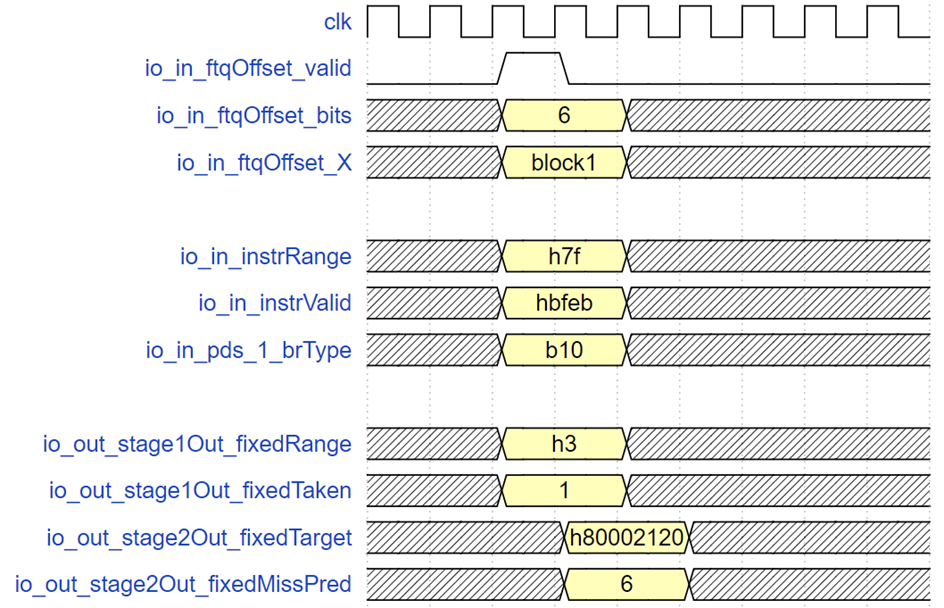 clk
io_in_ftqOffset_valid
io_in_ftqOffset_bits 6
io_in_ftqOffset_X block1
io_in_instrRange h7f
io_in_instrValid hbfeb
io_in_pds_1_brType b10
io_out_stage1Out_fixedRange h3
io_out_stage1Out_fixedTaken 1
io_out_stage2Out_fixedTarget h80002120
io_out_stage2Out_fixedMissPred 6